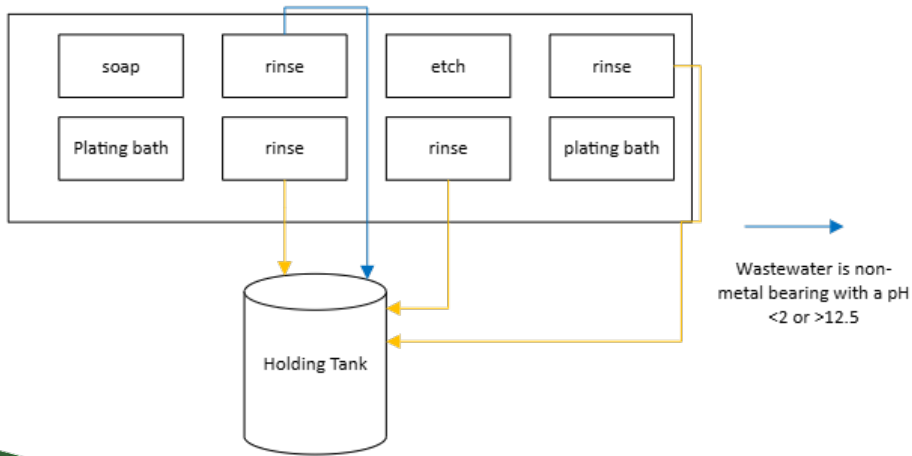 soap
rinse
etch
rinse
Plating bath
rinse
rinse
plating bath
Holding Tank
Wastewater is non-
metal bearing with a pH
<2 or >12.5